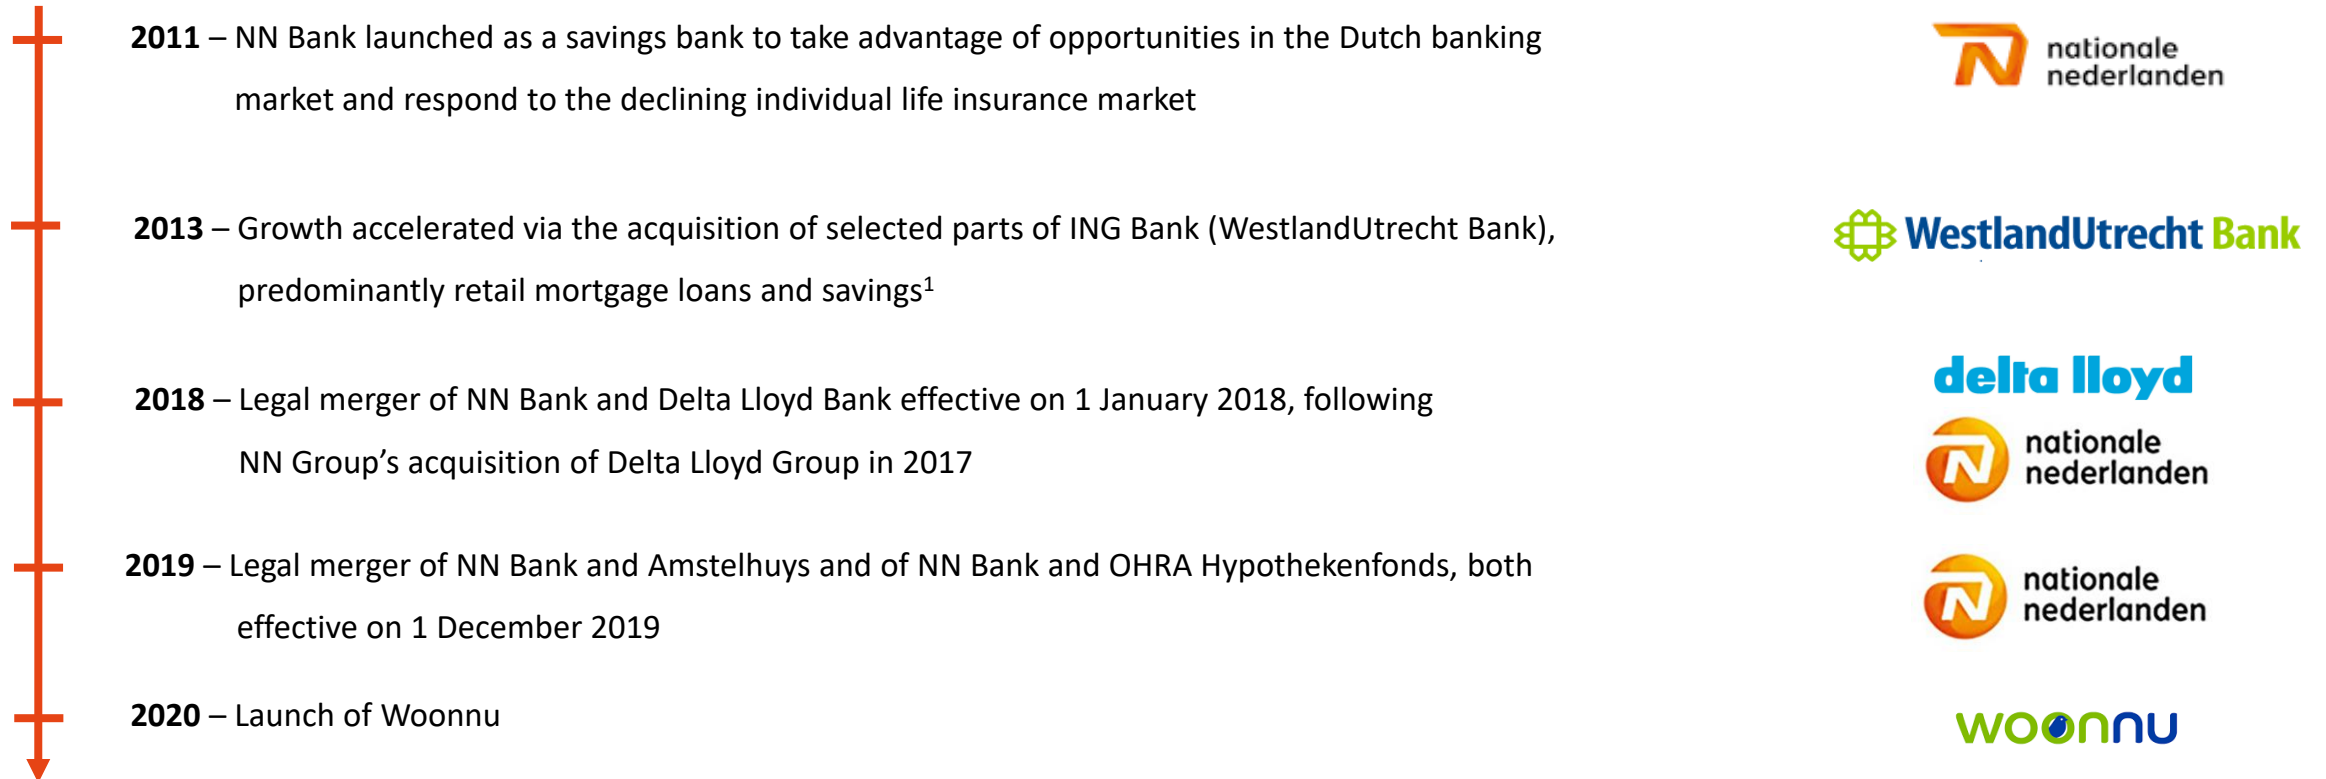 2011 – NN Bank launched as a savings bank to take advantage of opportunities in the Dutch banking
market and respond to the declining individual life insurance market
nationale
nederlanden
2013 – Growth accelerated via the acquisition of selected parts of ING Bank (WestlandUtrecht Bank),
predominantly retail mortgage loans and savings¹
WestlandUtrecht Bank
2018 – Legal merger of NN Bank and Delta Lloyd Bank effective on 1 January 2018, following
NN Group’s acquisition of Delta Lloyd Group in 2017
delta lloyd
nationale
nederlanden
2019 – Legal merger of NN Bank and Amstelhuys and of NN Bank and OHRA Hypothekenfonds, both
effective on 1 December 2019
nationale
nederlanden
2020 – Launch of Woonnu
woonnu